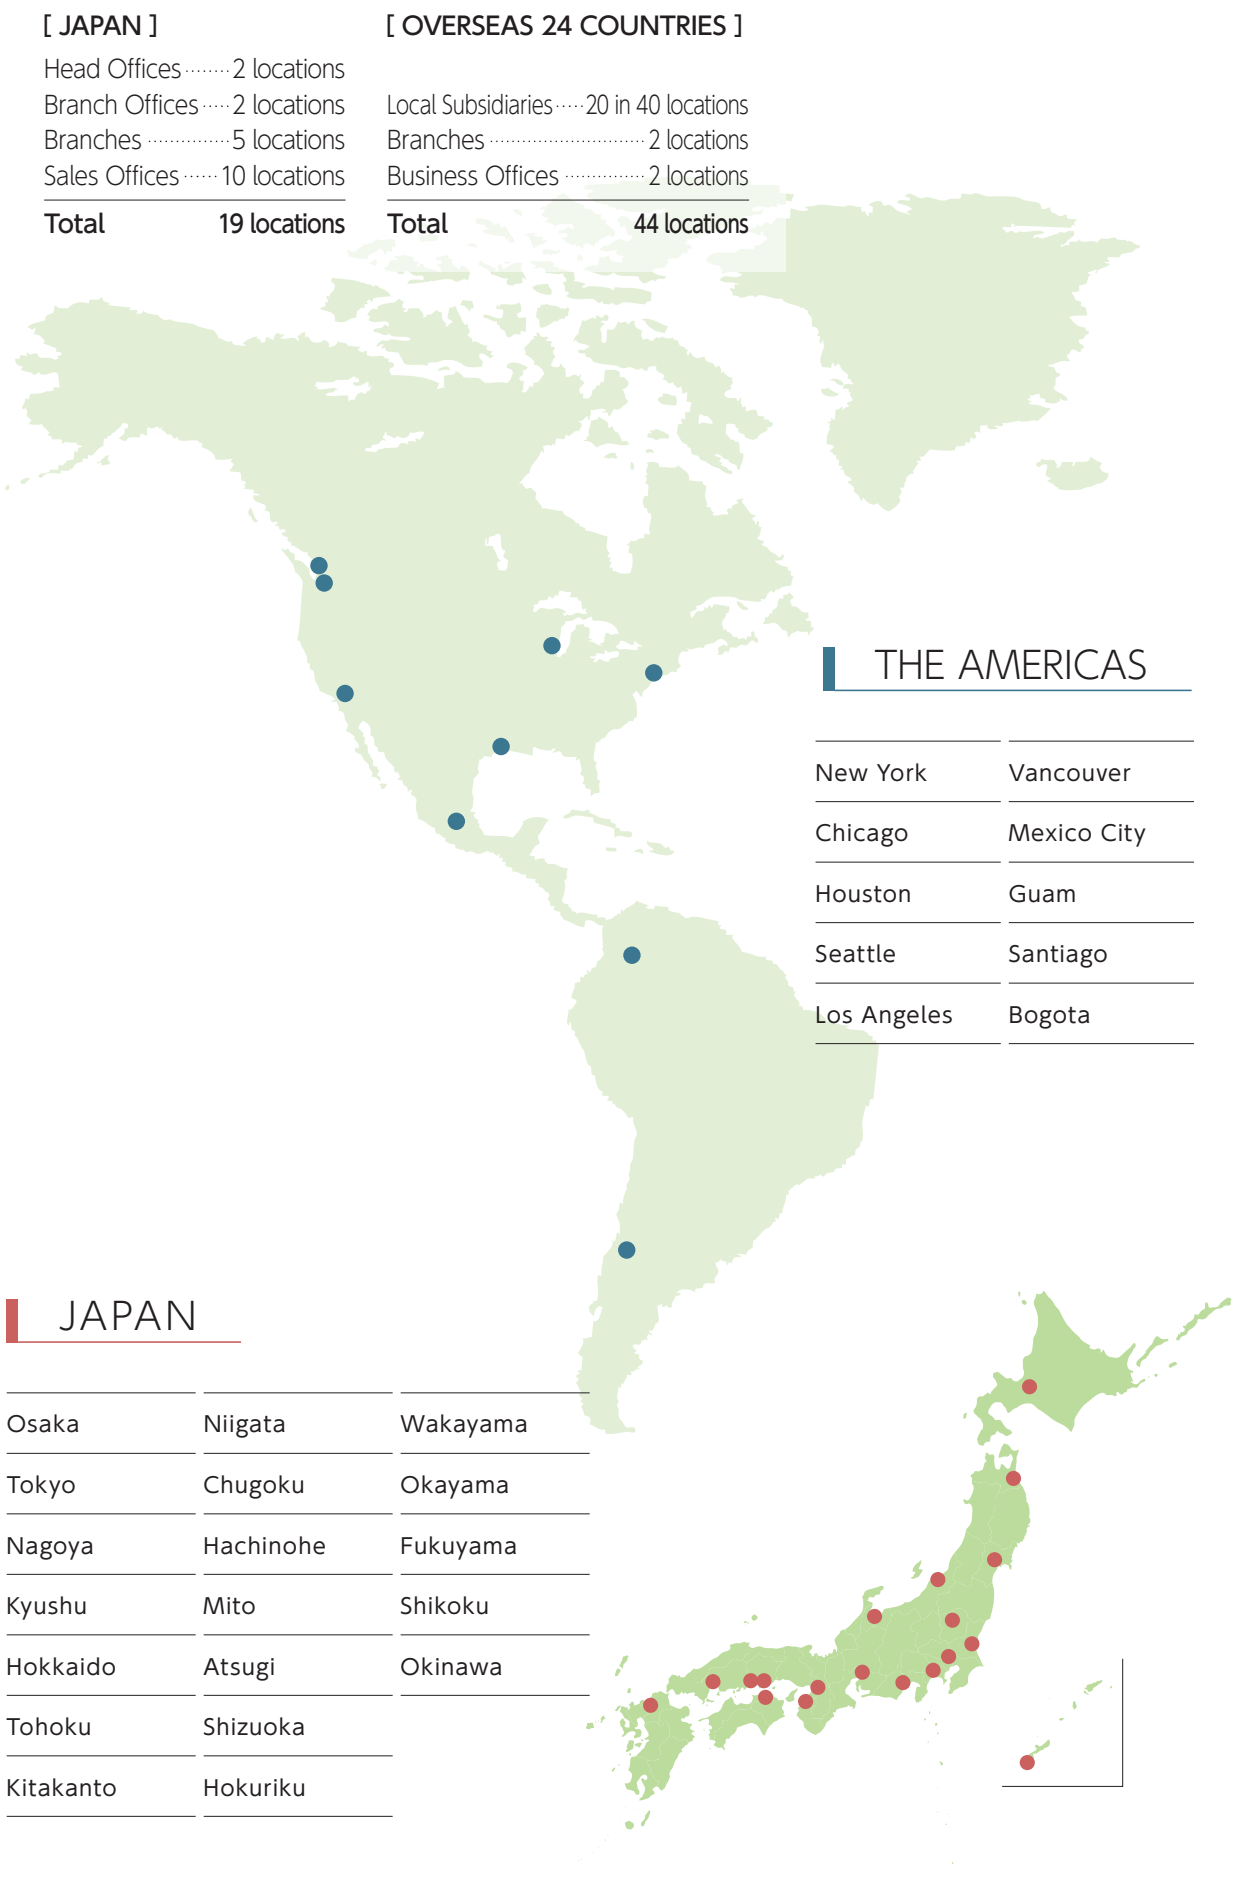 [ JAPAN ]
Head Offices ········ 2 locations
Branch Offices ····· 2 locations
Branches ··············· 5 locations
Sales Offices ······ 10 locations
Total 19 locations
[ OVERSEAS 24 COUNTRIES ]
Local Subsidiaries ····· 20 in 40 locations
Branches ···························· 2 locations
Business Offices ··············· 2 locations
Total 44 locations
THE AMERICAS
New York Vancouver
Chicago Mexico City
Houston Guam
Seattle Santiago
Los Angeles Bogota
JAPAN
Osaka Niigata Wakayama
Tokyo Chugoku Okayama
Nagoya Hachinohe Fukuyama
Kyushu Mito Shikoku
Hokkaido Atsugi Okinawa
Tohoku Shizuoka
Kitakanto Hokuriku